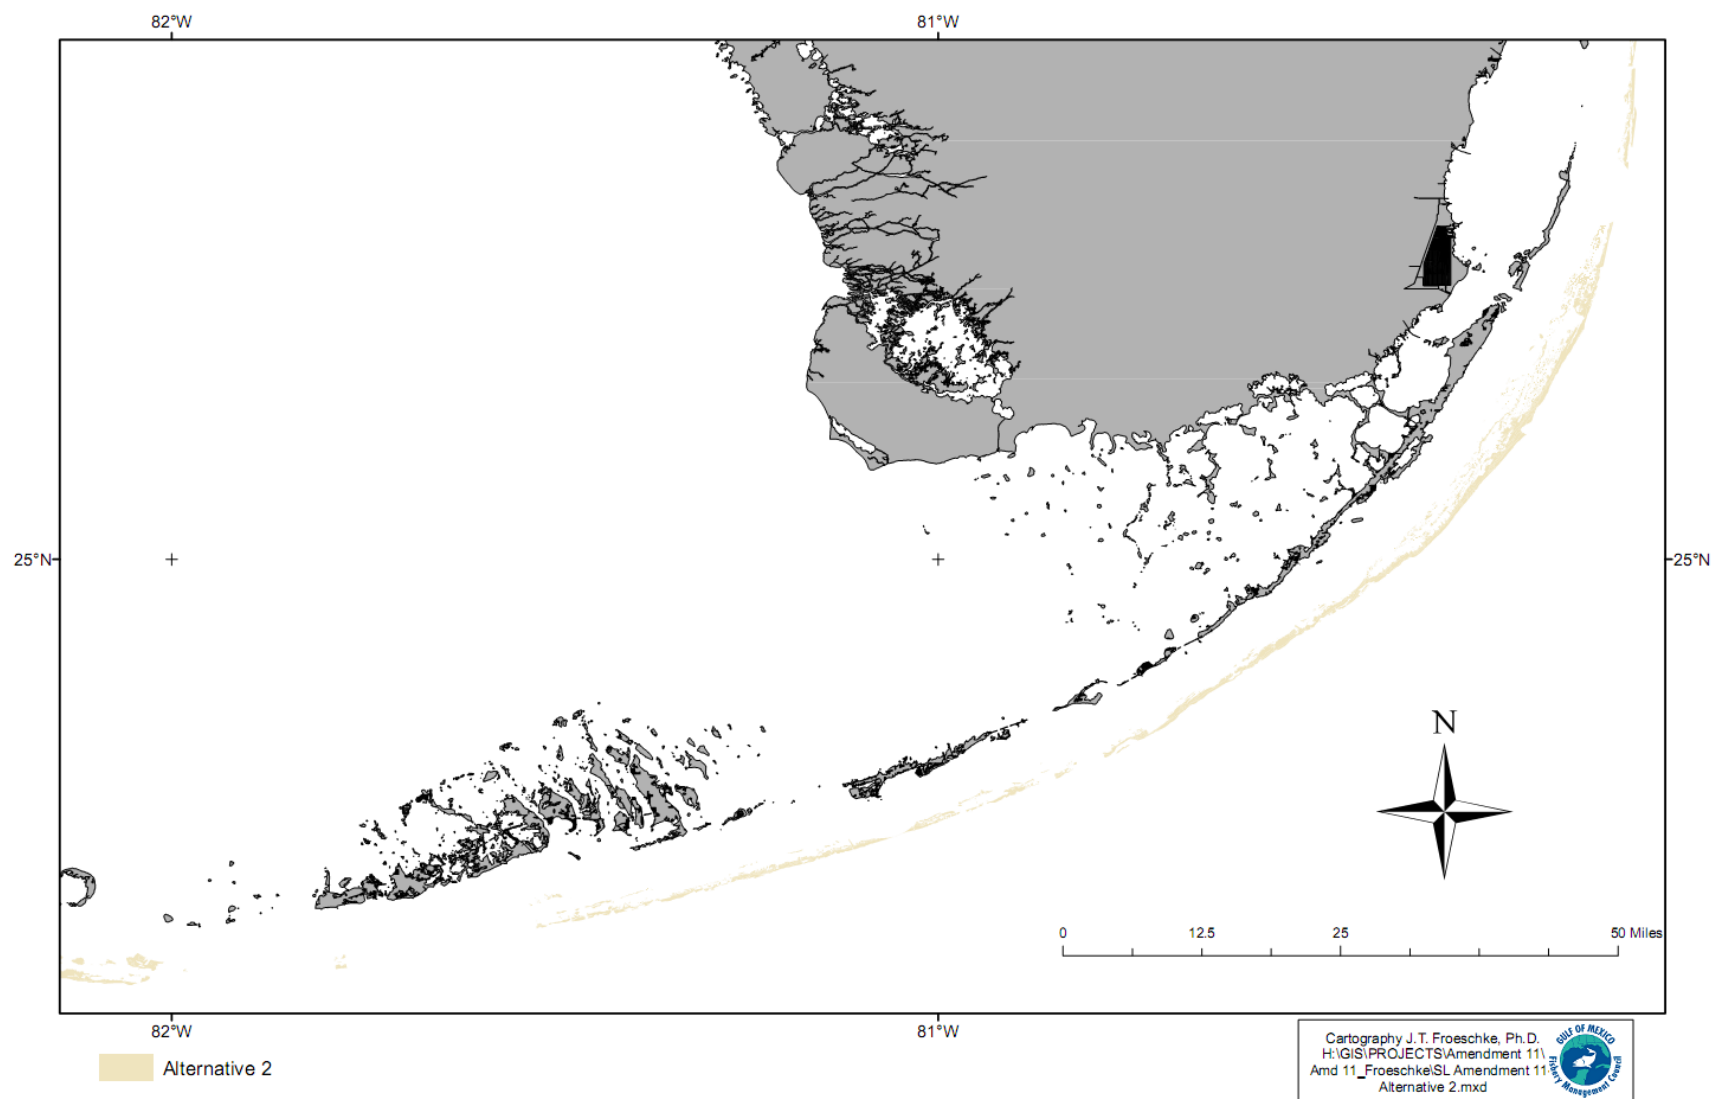 82°W 81°W
25°N 25°N
N
0 12.5 25 50 Miles
82°W 81°W
Alternative 2
Cartography J.T. Froeschke, Ph.D.
H:\GIS\PROJECTS\Amendment 11\
Amd 11_Froeschke\SL Amendment 11-
Alternative 2.mxd
GULF OF MEXICO
Fishery Management Council